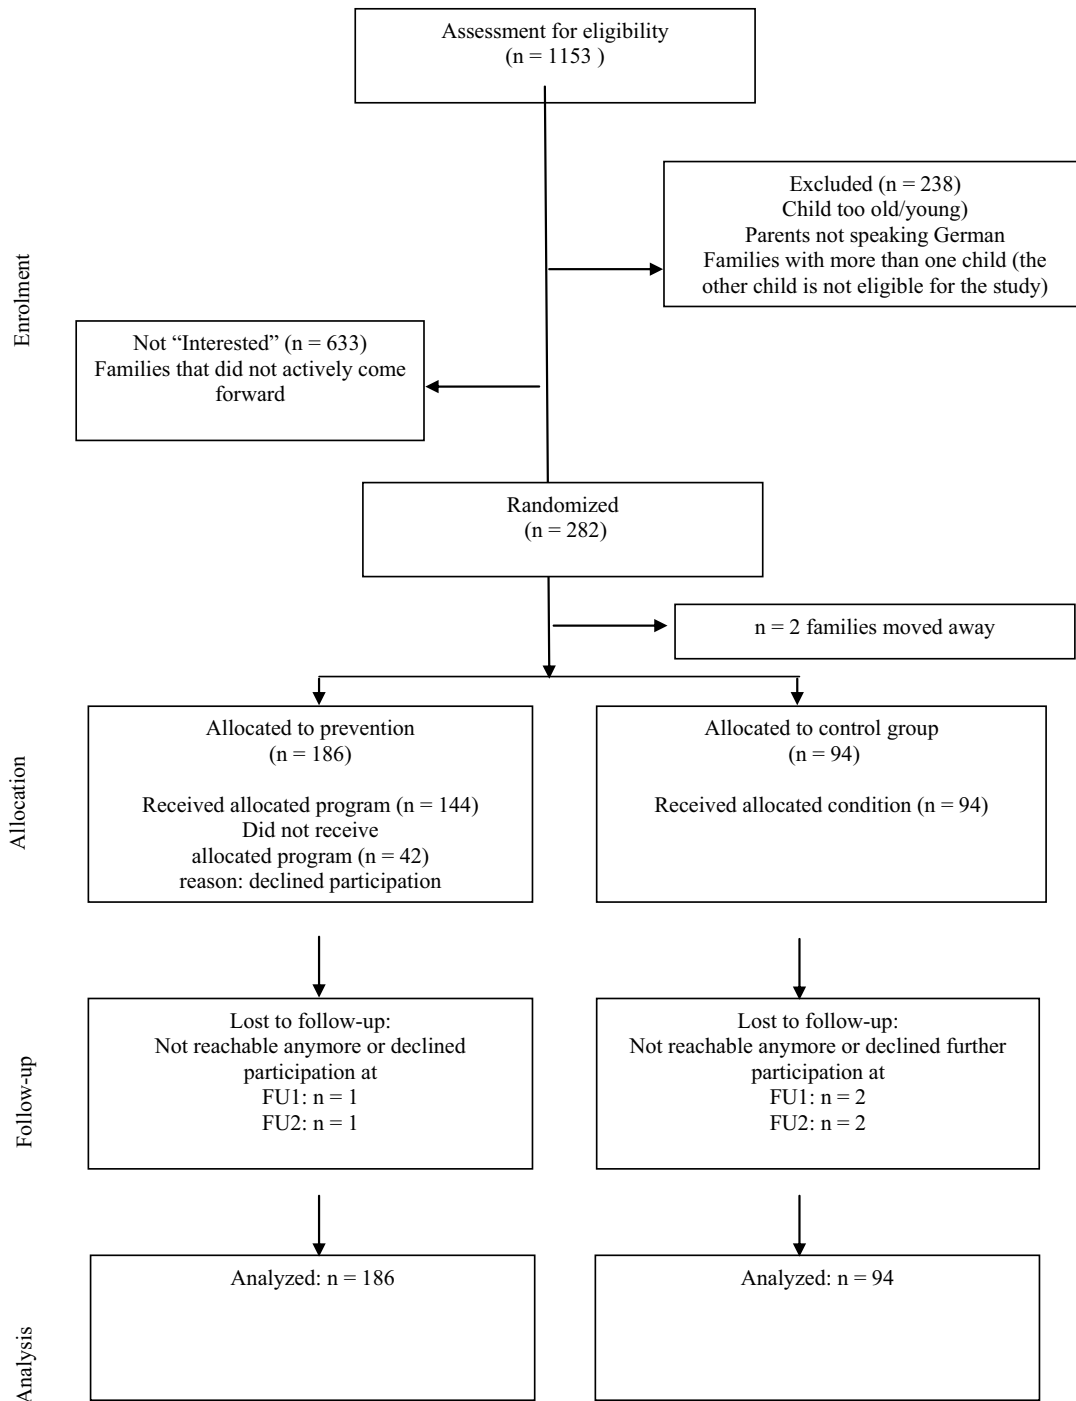 Assessment for eligibility
(n = 1153 )
Excluded (n = 238)
Child too old/young)
Parents not speaking German
Families with more than one child (the
other child is not eligible for the study)
Enrolment
Not “Interested” (n = 633)
Families that did not actively come
forward
Randomized
(n = 282)
n = 2 families moved away
Allocation
Allocated to prevention
(n = 186)
Received allocated program (n = 144)
Did not receive
allocated program (n = 42)
reason: declined participation
Allocated to control group
(n = 94)
Received allocated condition (n = 94)
Follow-up
Lost to follow-up:
Not reachable anymore or declined
participation at
FU1: n = 1
FU2: n = 1
Lost to follow-up:
Not reachable anymore or declined further
participation at
FU1: n = 2
FU2: n = 2
Analysis
Analyzed: n = 186
Analyzed: n = 94